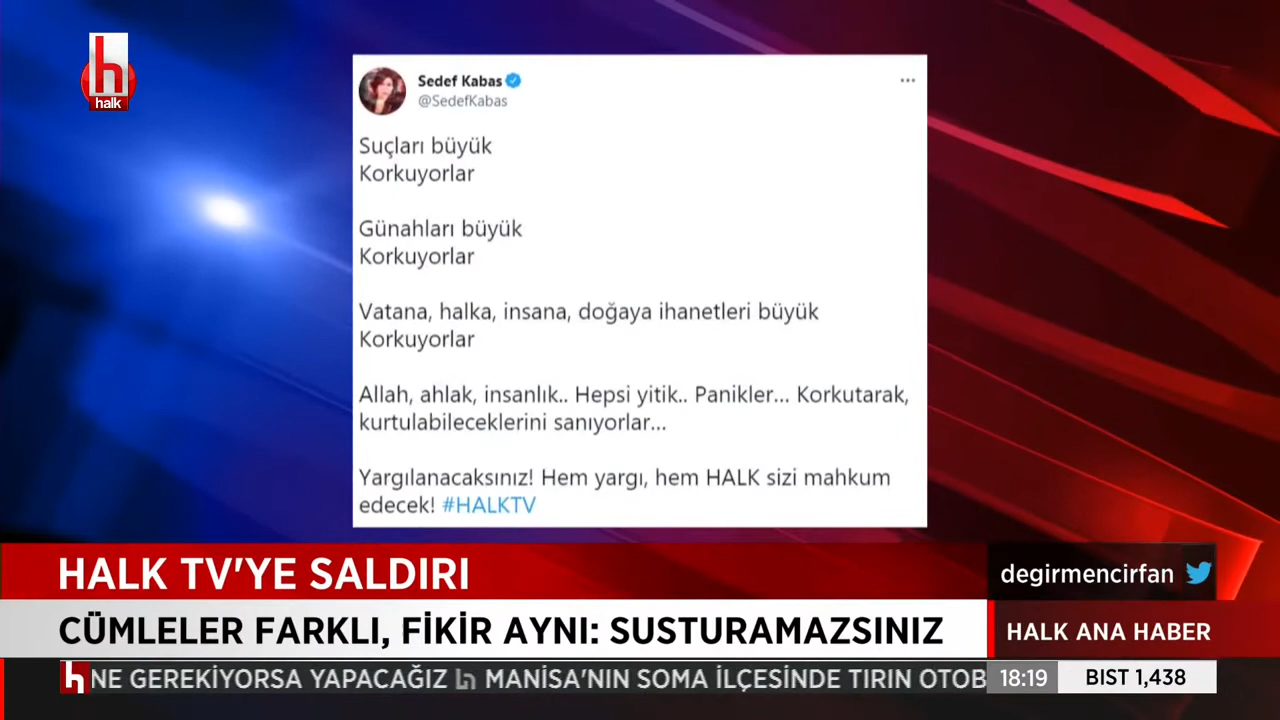 h
halk
Sedef Kabas
@SedefKabas
Suçları büyük
Korkuyorlar
Günahları büyük
Korkuyorlar
Vatana, halka, insana, doğaya ihanetleri büyük
Korkuyorlar
Allah, ahlak, insanlık.. Hepsi yitik.. Panikler... Korkutarak,
kurtulabileceklerini sanıyorlar...
Yargılanacaksınız! Hem yargı, hem HALK sizi mahkum
edecek! #HALKTV
HALK TV'YE SALDIRI
degirmencirfan
CÜMLELER FARKLI, FİKİR AYNI: SUSTURAMAZSINIZ
HALK ANA HABER
h NE GEREKİYORSA YAPACAĞIZ h MANİSA'NIN SOMA İLÇESİNDE TIRIN OTOB
18:19
BIST 1,438